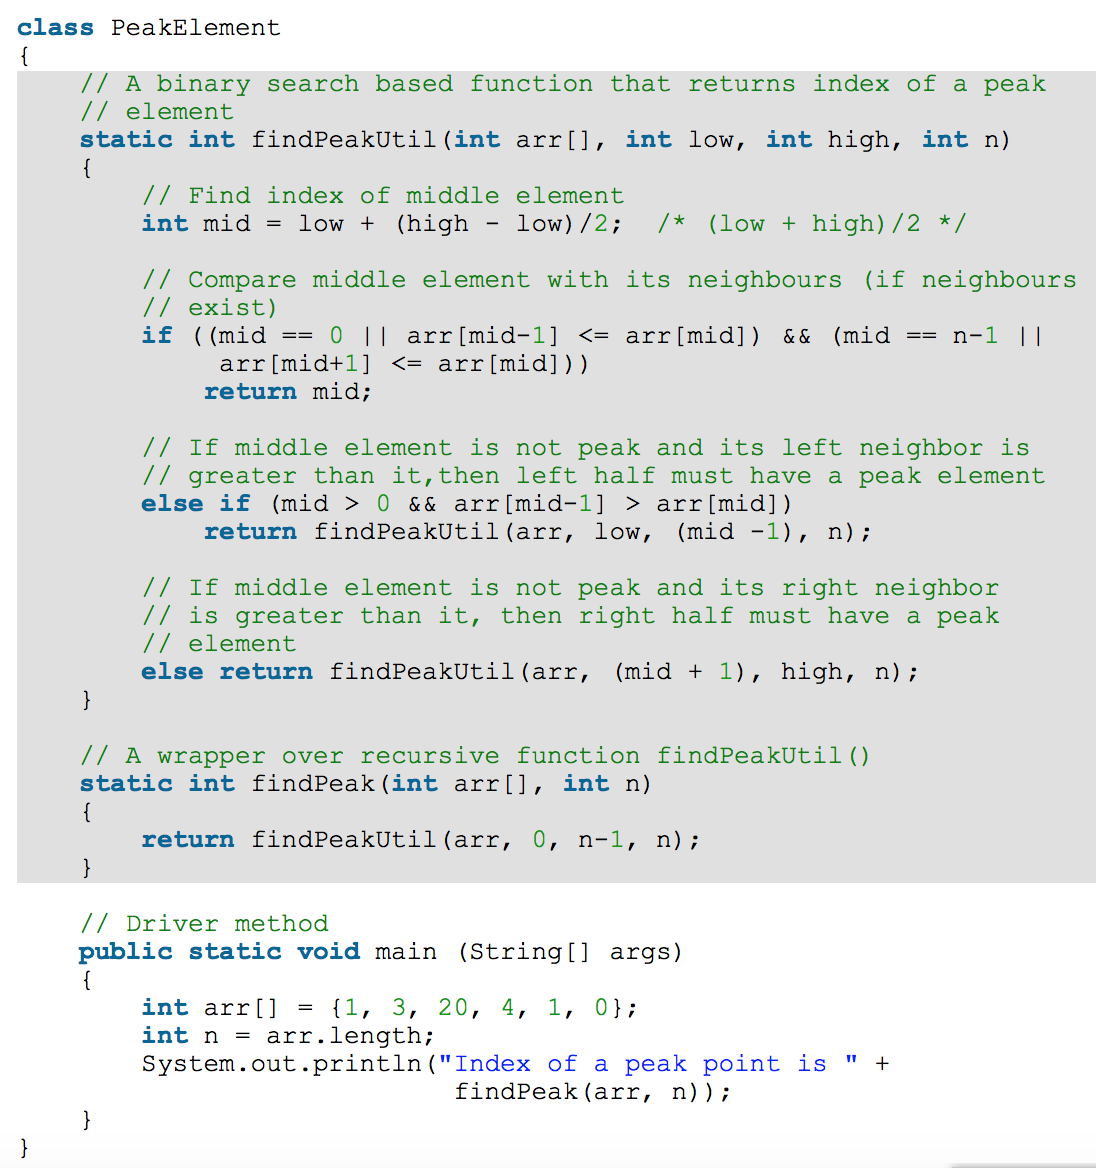 class PeakElement
{
    // A binary search based function that returns index of a peak
    // element
    static int findPeakUtil(int arr[], int low, int high, int n)
    {
        // Find index of middle element
        int mid = low + (high - low)/2;  /* (low + high)/2 */

        // Compare middle element with its neighbours (if neighbours
        // exist)
        if ((mid == 0 || arr[mid-1] <= arr[mid]) && (mid == n-1 ||
             arr[mid+1] <= arr[mid]))
            return mid;

        // If middle element is not peak and its left neighbor is
        // greater than it,then left half must have a peak element
        else if (mid > 0 && arr[mid-1] > arr[mid])
            return findPeakUtil(arr, low, (mid -1), n);

        // If middle element is not peak and its right neighbor
        // is greater than it, then right half must have a peak
        // element
        else return findPeakUtil(arr, (mid + 1), high, n);
    }

    // A wrapper over recursive function findPeakUtil()
    static int findPeak(int arr[], int n)
    {
        return findPeakUtil(arr, 0, n-1, n);
    }

    // Driver method
    public static void main (String[] args)
    {
        int arr[] = {1, 3, 20, 4, 1, 0};
        int n = arr.length;
        System.out.println("Index of a peak point is " +
                            findPeak(arr, n));
    }
}